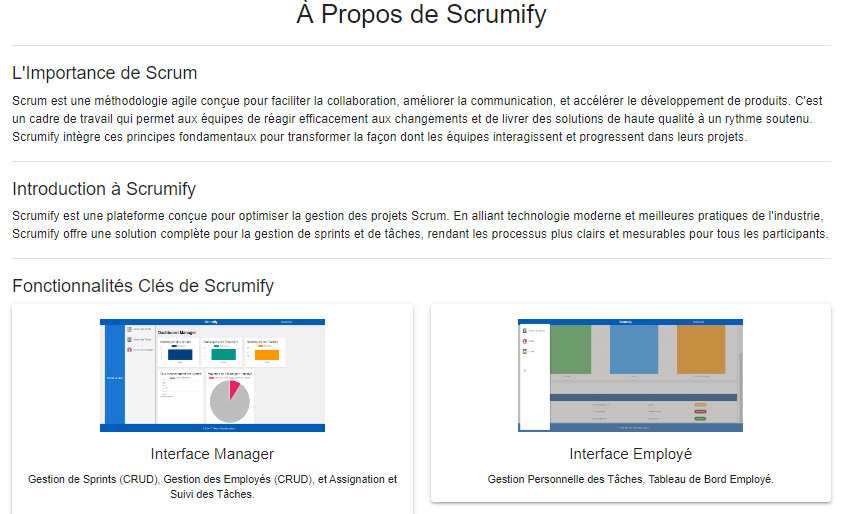 À Propos de Scrumify
L'Importance de Scrum
Scrum est une méthodologie agile conçue pour faciliter la collaboration, améliorer la communication, et accélérer le développement de produits. C'est
un cadre de travail qui permet aux équipes de réagir efficacement aux changements et de livrer des solutions de haute qualité à un rythme soutenu.
Scrumify intègre ces principes fondamentaux pour transformer la façon dont les équipes interagissent et progressent dans leurs projets.
Introduction à Scrumify
Scrumify est une plateforme conçue pour optimiser la gestion des projets Scrum. En alliant technologie moderne et meilleures pratiques de l'industrie,
Scrumify offre une solution complète pour la gestion de sprints et de tâches, rendant les processus plus clairs et mesurables pour tous les participants.
Fonctionnalités Clés de Scrumify
Scrumify
Dashboard Manager
Scrumify
Interface Manager
Gestion de Sprints (CRUD), Gestion des Employés (CRUD), et Assignation et
Suivi des Tâches.
Interface Employé
Gestion Personnelle des Tâches, Tableau de Bord Employé.